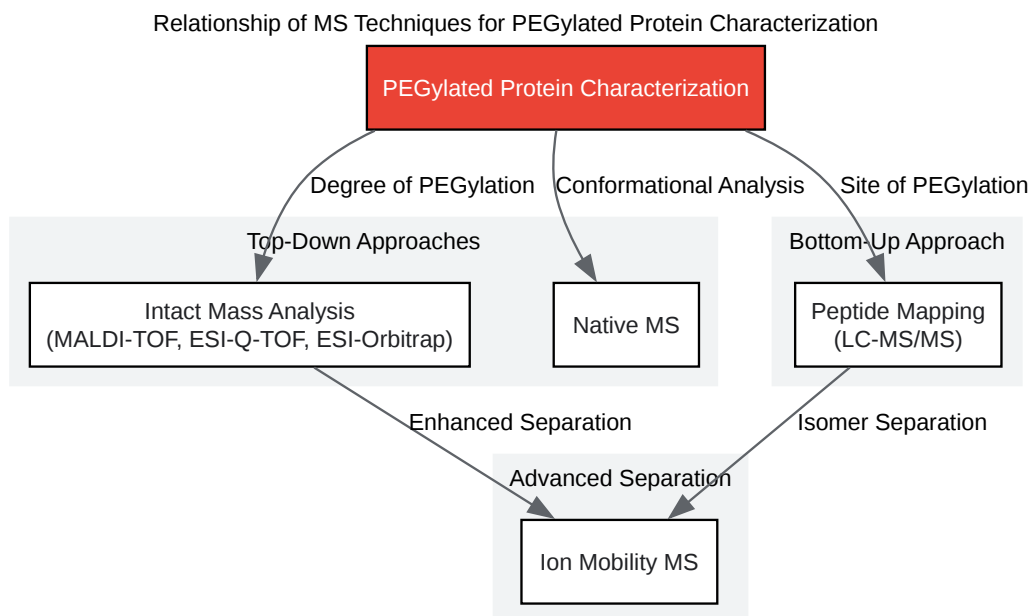 Relationship of MS Techniques for PEGylated Protein Characterization
PEGylated Protein Characterization
Degree of PEGylation
Conformational Analysis
Site of PEGylation
Top-Down Approaches
Bottom-Up Approach
Intact Mass Analysis
(MALDI-TOF, ESI-Q-TOF, ESI-Orbitrap)
Native MS
Peptide Mapping
(LC-MS/MS)
Enhanced Separation
Isomer Separation
Advanced Separation
Ion Mobility MS